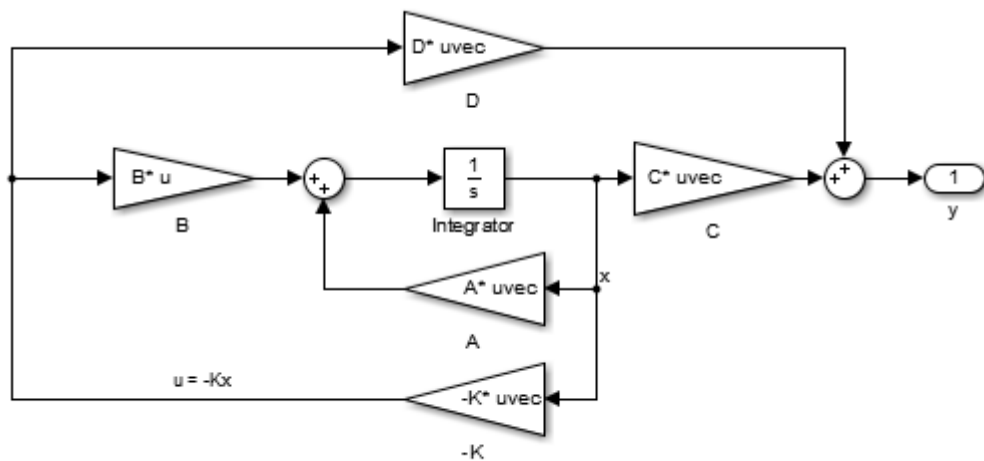 D* uvec
D
B* u
B
+
+
1
s
Integrator
C* uvec
C
+
+
1
y
x
A* uvec
A
u = -Kx
-K* uvec
-K